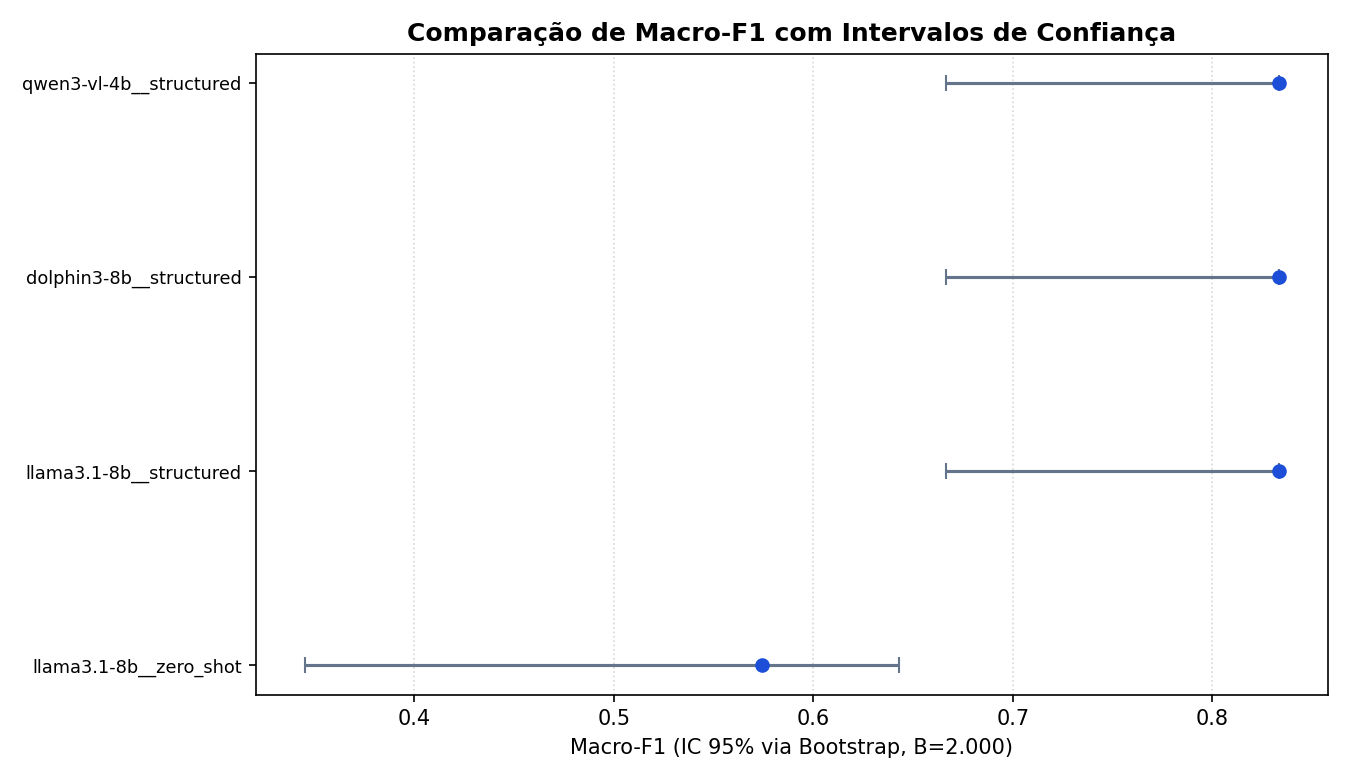 Comparação de Macro-F1 com Intervalos de Confiança
qwen3-vl-4b__structured
dolphin3-8b__structured
llama3.1-8b__structured
llama3.1-8b__zero_shot
0.4 0.5 0.6 0.7 0.8
Macro-F1 (IC 95% via Bootstrap, B=2.000)